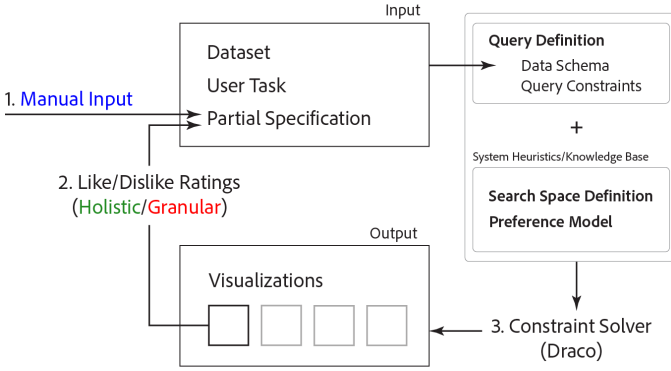 Input
Dataset
User Task
Partial Specification
1. Manual Input
2. Like/Dislike Ratings
(Holistic/Granular)
Output
Visualizations
Query Definition
Data Schema
Query Constraints
+
System Heuristics/Knowledge Base
Search Space Definition
Preference Model
3. Constraint Solver
(Draco)